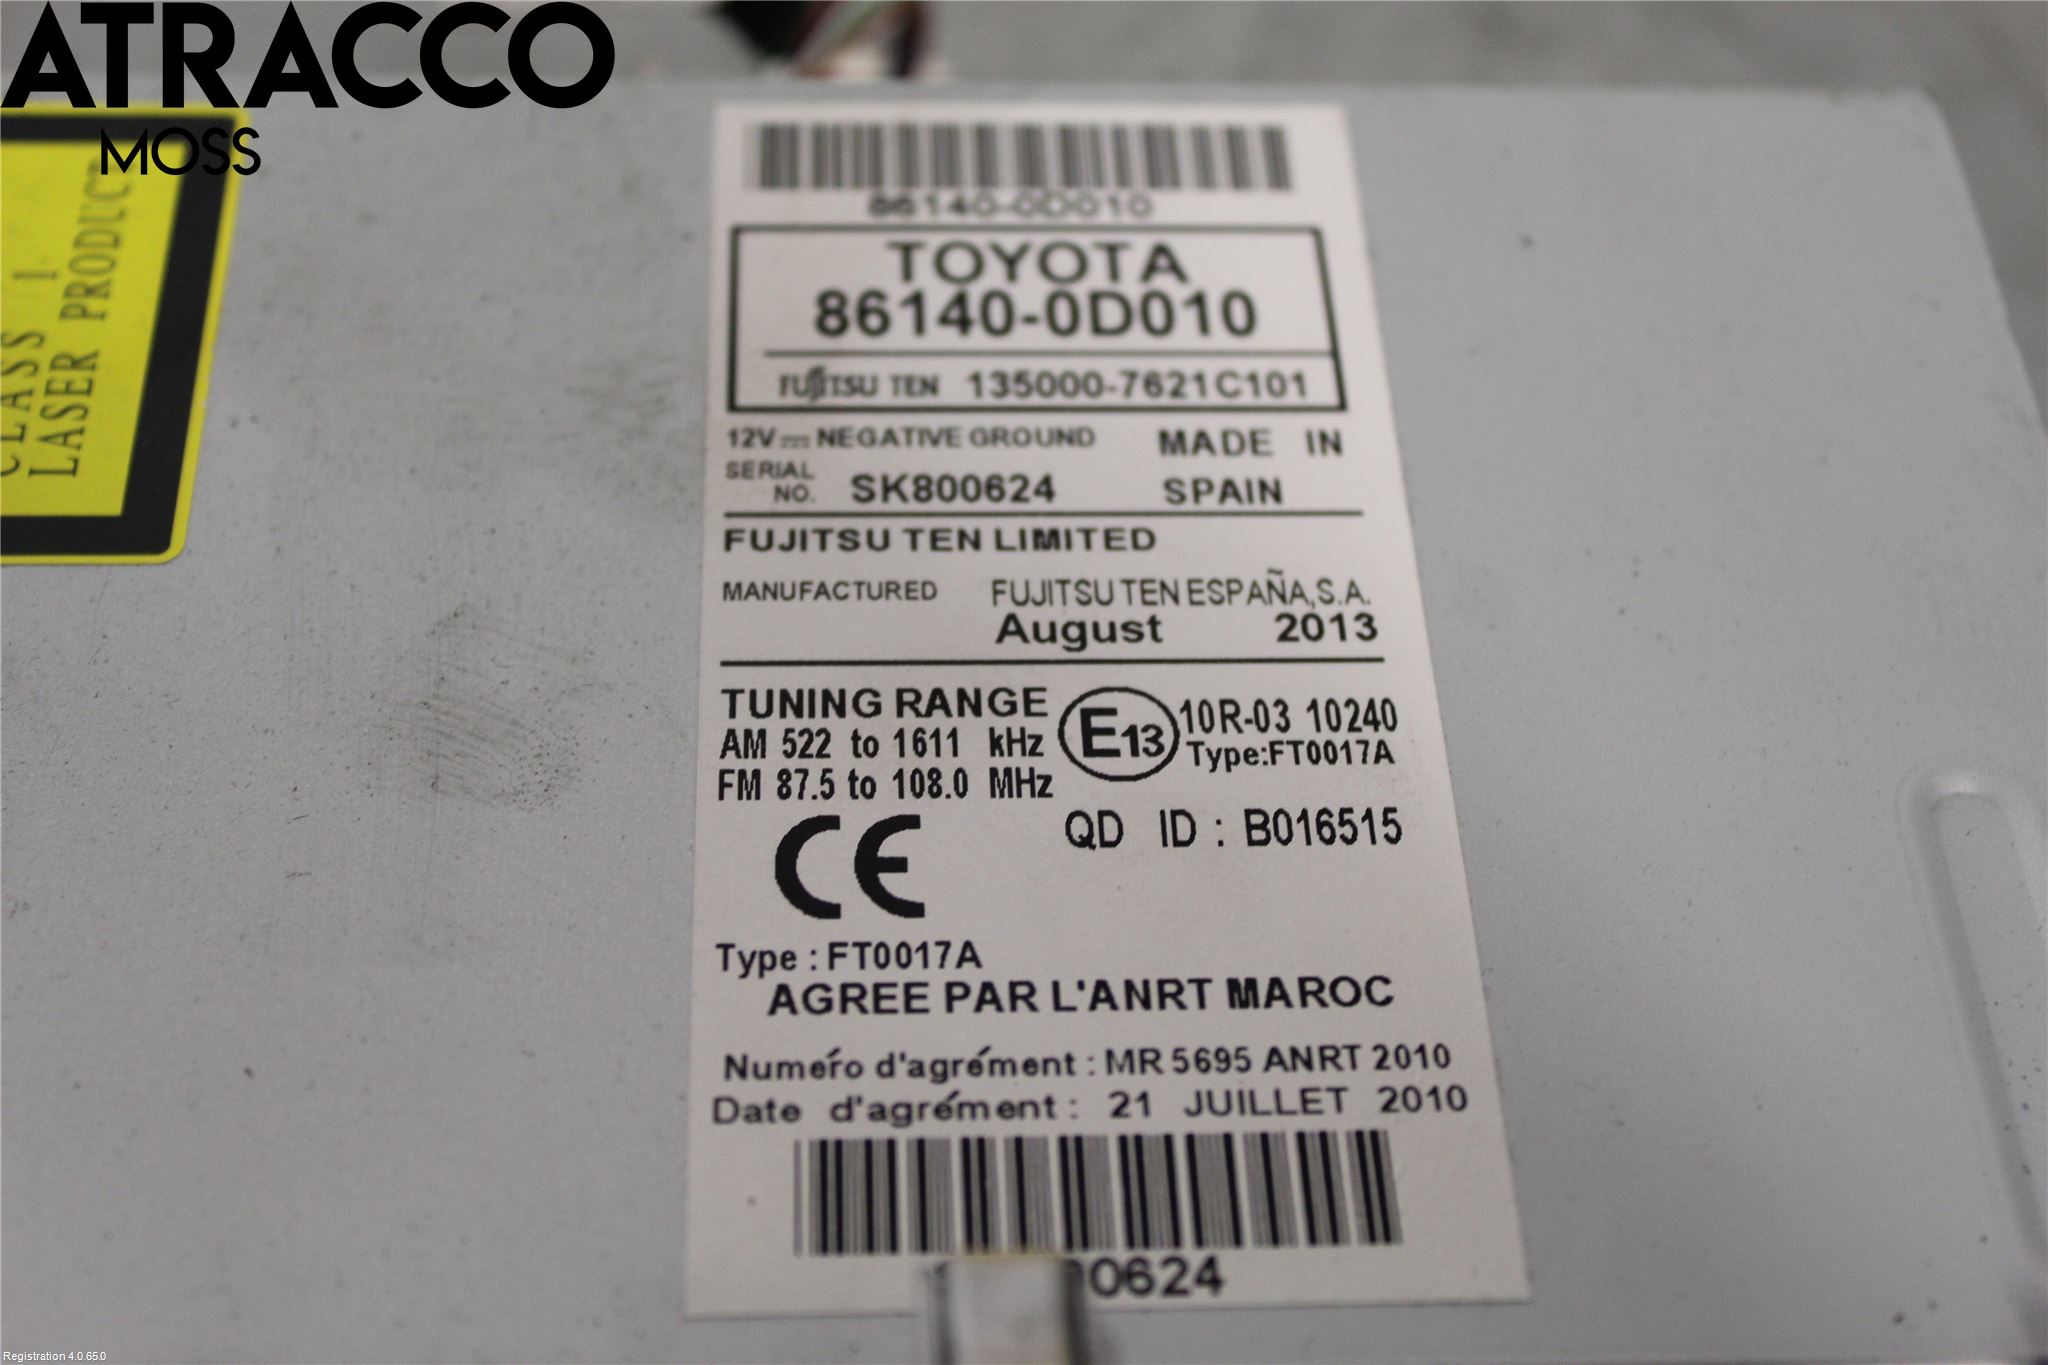 ATRACCO
MOSS
CLASS 1
LASER PRODUCT
86140-0D010
TOYOTA
86140-0D010
FUJITSU TEN 135000-7621C101
12V NEGATIVE GROUND MADE IN
SERIAL NO. SK800624 SPAIN
FUJITSU TEN LIMITED
MANUFACTURED FUJITSU TEN ESPAÑA,S.A.
August 2013
TUNING RANGE
AM 522 to 1611 kHz
FM 87.5 to 108.0 MHz
E13 10R-03 10240
Type:FT0017A
QD ID : B016515
CE
Type : FT0017A
AGREE PAR L'ANRT MAROC
Numeŕo d'agrément : MR 5695 ANRT 2010
Date d'agrément : 21 JUILLET 2010
0624
Registration 4.0.65.0